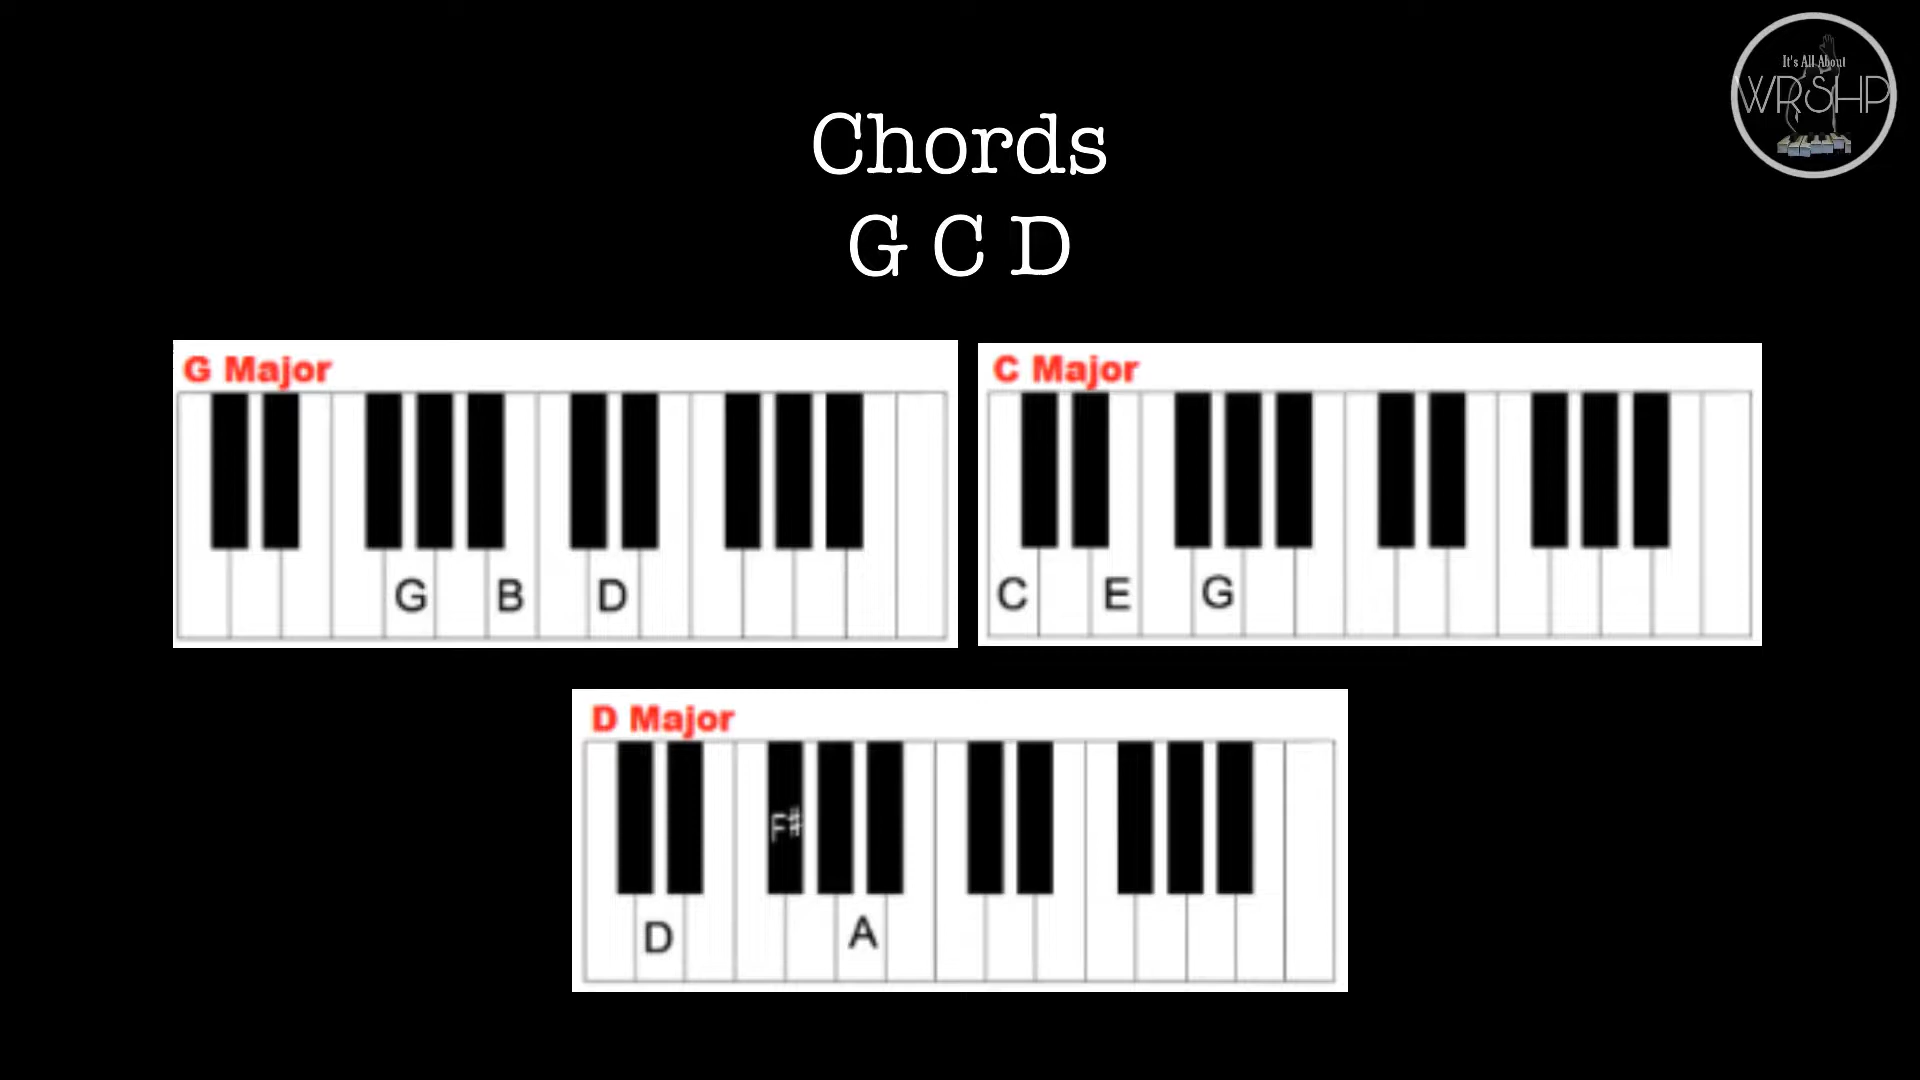 It's All About
WRSHP
Chords
G C D
G Major
G B D
C Major
C E G
D Major
F#
D A